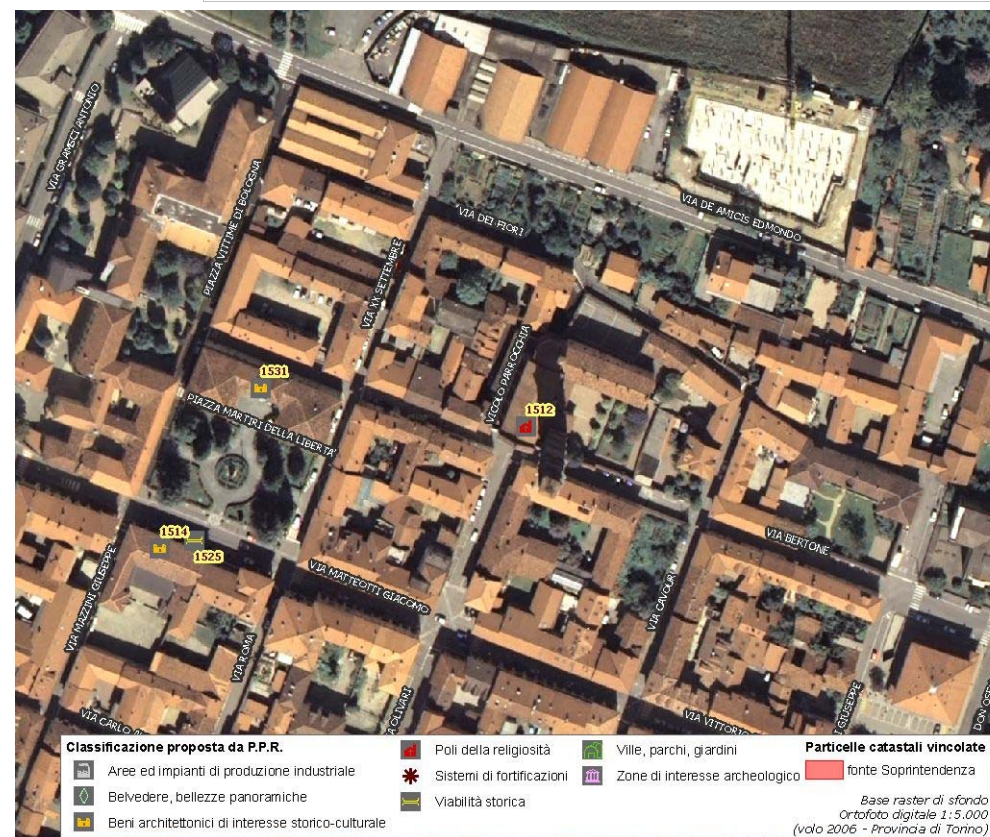 VIA GRAMSCI ANTONIO
PIAZZA VITTIME DI BOLOGNA
VIA DEI FIORI
VIA DE AMICIS EDMONDO
VIA XX SETTEMBRE
VICOLO PARROCCHIA
1531
PIAZZA MARTIRI DELLA LIBERTA'
1512
1514
1525
VIA MAZZINI GIUSEPPE
VIA MATTEOTTI GIACOMO
VIA BERTONE
VIA CAVOUR
VIA ROMA
VIA CARLO
A OLIVARI
VIA VITTORIO
I GIUSEPPE
DON
Classificazione proposta da P.P.R.
Aree ed impianti di produzione industriale
Belvedere, bellezze panoramiche
Beni architettonici di interesse storico-culturale
Poli della religiosità
Sistemi di fortificazioni
Viabilità storica
Ville, parchi, giardini
Zone di interesse archeologico
Particelle catastali vincolate
fonte Soprintendenza
Base raster di sfondo
Ortofoto digitale 1:5.000
(volo 2006 - Provincia di Torino)